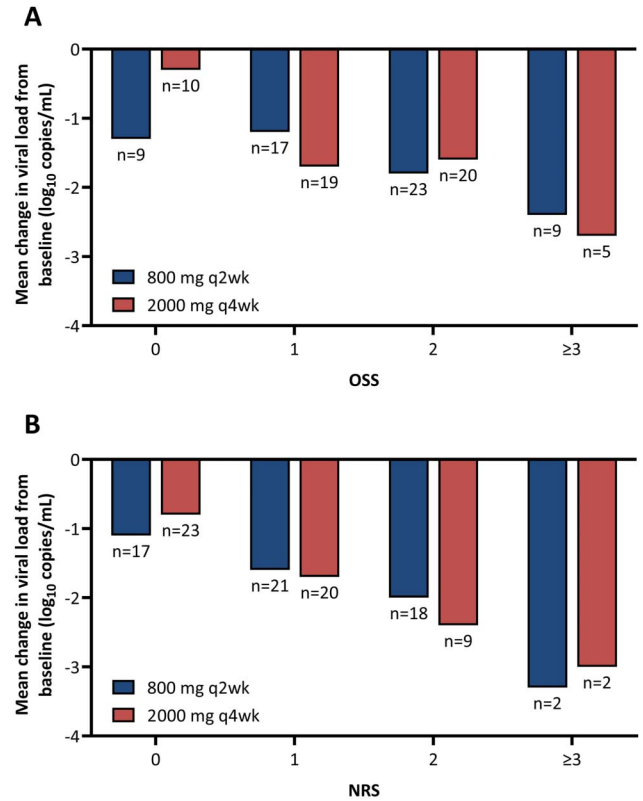 A
Mean change in viral load from
baseline (log10 copies/mL)
0
-1
-2
-3
-4
n=9
n=10
n=17
n=19
n=23
n=20
n=9
n=5
800 mg q2wk
2000 mg q4wk
0 1 2 ≥3
OSS
B
Mean change in viral load from
baseline (log10 copies/mL)
0
-1
-2
-3
-4
n=17
n=23
n=21
n=20
n=18
n=9
n=2
n=2
800 mg q2wk
2000 mg q4wk
0 1 2 ≥3
NRS